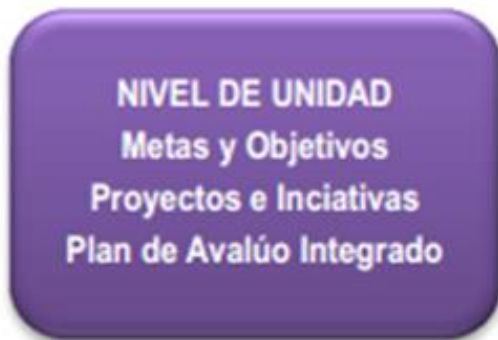 NIVEL DE UNIDAD
Metas y Objetivos
Proyectos e Inciativas
Plan de Avalúo Integrado